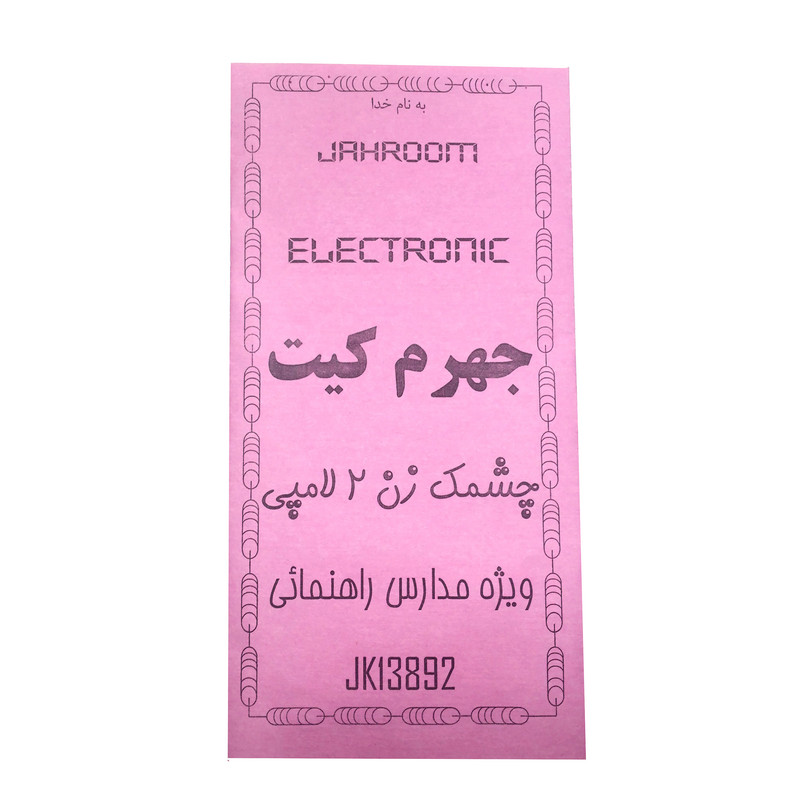 به نام خدا
JAHROOM
ELECTRONIC
جهرم کیت
چشمک زن ۲ لامپی
ویژه مدارس راهنمائی
JK13892